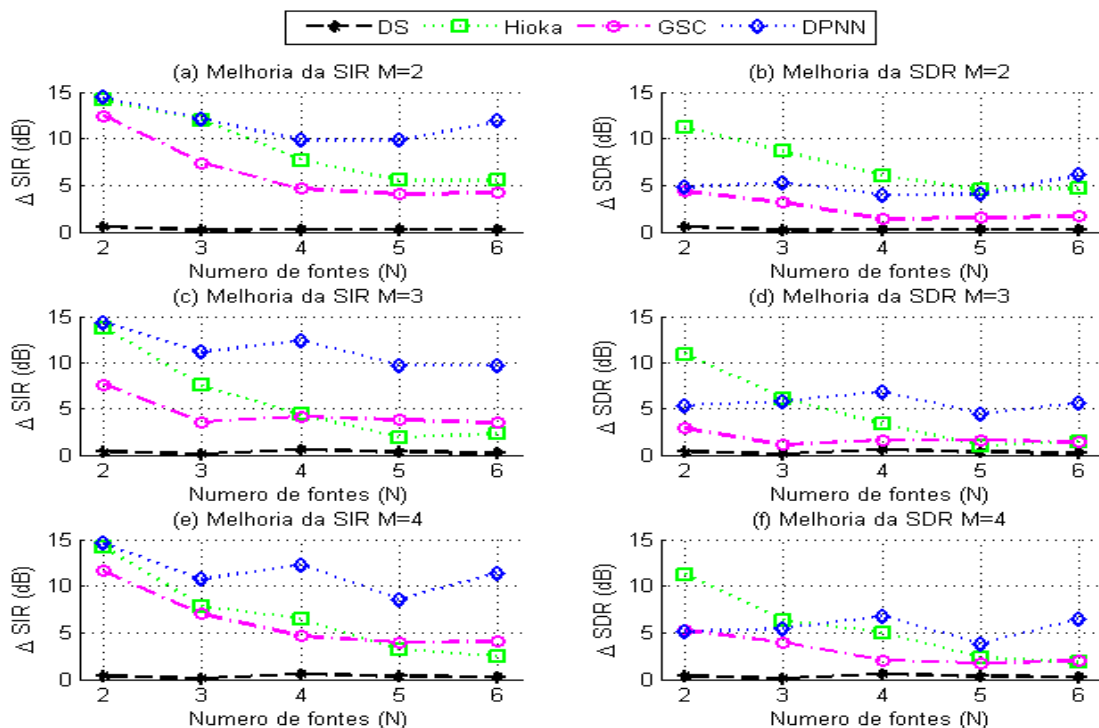 DS Hioka GSC DPNN
(a) Melhoria da SIR M=2
Δ SIR (dB)
15
10
5
0
2 3 4 5 6
Numero de fontes (N)
(b) Melhoria da SDR M=2
Δ SDR (dB)
15
10
5
0
2 3 4 5 6
Numero de fontes (N)
(c) Melhoria da SIR M=3
Δ SIR (dB)
15
10
5
0
2 3 4 5 6
Numero de fontes (N)
(d) Melhoria da SDR M=3
Δ SDR (dB)
15
10
5
0
2 3 4 5 6
Numero de fontes (N)
(e) Melhoria da SIR M=4
Δ SIR (dB)
15
10
5
0
2 3 4 5 6
Numero de fontes (N)
(f) Melhoria da SDR M=4
Δ SDR (dB)
15
10
5
0
2 3 4 5 6
Numero de fontes (N)